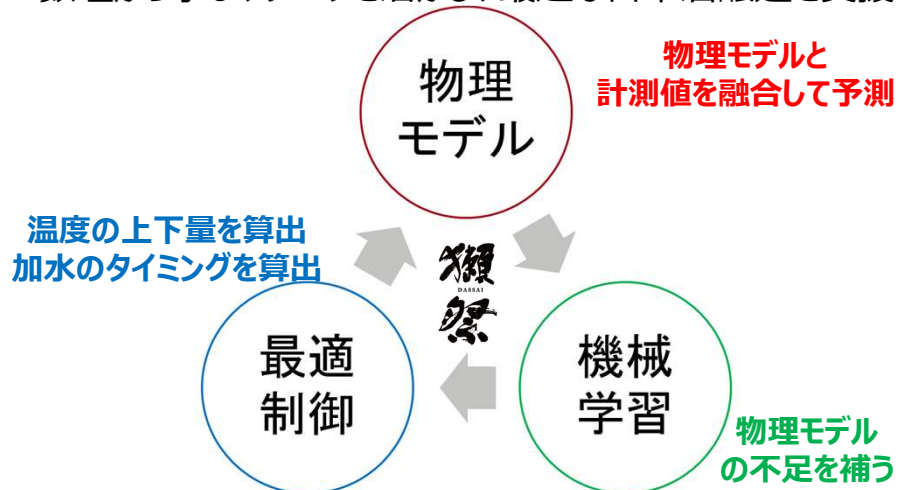 物理
モデル
物理モデルと
計測値を融合して予測
温度の上下量を算出
加水のタイミングを算出
獺
DASSAI
祭
最適
制御
機械
学習
物理モデル
の不足を補う